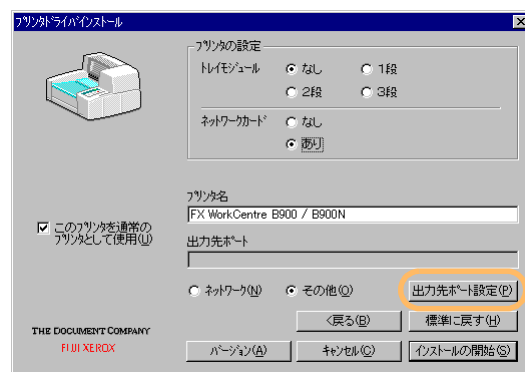 ﾌﾟﾘﾝﾀﾄﾞﾗｲﾊﾞｲﾝｽﾄｰﾙ
ﾌﾟﾘﾝﾀの設定
ﾄﾚｲﾓｼﾞｭｰﾙ なし 1段
2段 3段
ﾈｯﾄﾜｰｸｶｰﾄﾞ なし
あり
ﾌﾟﾘﾝﾀ名
FX WorkCentre B900 / B900N
このﾌﾟﾘﾝﾀを通常の
ﾌﾟﾘﾝﾀとして使用(U)
出力先ﾎﾟｰﾄ
ﾈｯﾄﾜｰｸ(N) その他(O) 出力先ﾎﾟｰﾄ設定(P)
<戻る(B) 標準に戻す(H)
THE DOCUMENT COMPANY
FUJI XEROX
ﾊﾞｰｼﾞｮﾝ(A) ｷｬﾝｾﾙ(C) ｲﾝｽﾄｰﾙの開始(S)